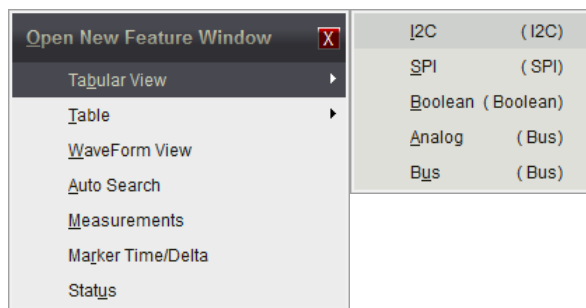 Open New Feature Window X
Tabular View
Table
WaveForm View
Auto Search
Measurements
Marker Time/Delta
Status
I2C ( I2C)
SPI ( SPI)
Boolean ( Boolean)
Analog ( Bus)
Bus ( Bus)